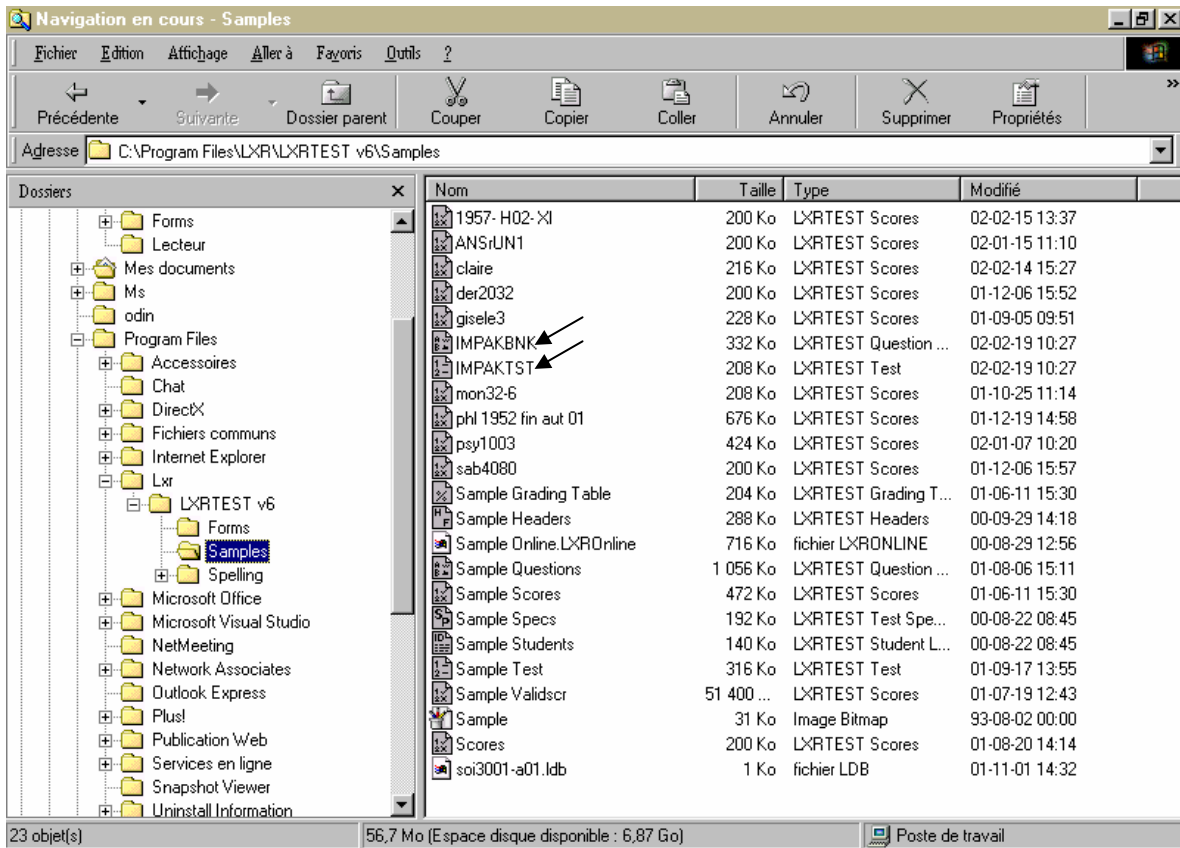 Navigation en cours - Samples
Fichier Edition Affichage Aller à Favoris Outils ?
Précédente Suivante Dossier parent Couper Copier Coller Annuler Supprimer Propriétés »
Adresse C:\Program Files\LXR\LXRTEST v6\Samples
Dossiers
Forms
Lecteur
Mes documents
Ms
odin
Program Files
Accessoires
Chat
DirectX
Fichiers communs
Internet Explorer
Lxr
LXRTEST v6
Forms
Samples
Spelling
Microsoft Office
Microsoft Visual Studio
NetMeeting
Network Associates
Outlook Express
Plus!
Publication Web
Services en ligne
Snapshot Viewer
Uninstall Information
Nom Taille Type Modifié
1957- H02- XI 200 Ko LXRTEST Scores 02-02-15 13:37
ANSrUN1 200 Ko LXRTEST Scores 02-01-15 11:10
claire 216 Ko LXRTEST Scores 02-02-14 15:27
der2032 200 Ko LXRTEST Scores 01-12-06 15:52
gisele3 228 Ko LXRTEST Scores 01-09-05 09:51
IMPAKBNK 332 Ko LXRTEST Question ... 02-02-19 10:27
IMPAKTST 208 Ko LXRTEST Test 02-02-19 10:27
mon32-6 208 Ko LXRTEST Scores 01-10-25 11:14
phl 1952 fin aut 01 676 Ko LXRTEST Scores 01-12-19 14:58
psy1003 424 Ko LXRTEST Scores 02-01-07 10:20
sab4080 200 Ko LXRTEST Scores 01-12-06 15:57
Sample Grading Table 204 Ko LXRTEST Grading T... 01-06-11 15:30
Sample Headers 288 Ko LXRTEST Headers 00-09-29 14:18
Sample Online.LXROnline 716 Ko fichier LXRONLINE 00-08-29 12:56
Sample Questions 1 056 Ko LXRTEST Question ... 01-08-06 15:11
Sample Scores 472 Ko LXRTEST Scores 01-06-11 15:30
Sample Specs 192 Ko LXRTEST Test Spe... 00-08-22 08:45
Sample Students 140 Ko LXRTEST Student L... 00-08-22 08:45
Sample Test 316 Ko LXRTEST Test 01-09-17 13:55
Sample Validscr 51 400 ... LXRTEST Scores 01-07-19 12:43
Sample 31 Ko Image Bitmap 93-08-02 00:00
Scores 200 Ko LXRTEST Scores 01-08-20 14:14
soi3001-a01.ldb 1 Ko fichier LDB 01-11-01 14:32
23 objet(s) 56,7 Mo (Espace disque disponible : 6,87 Go) Poste de travail